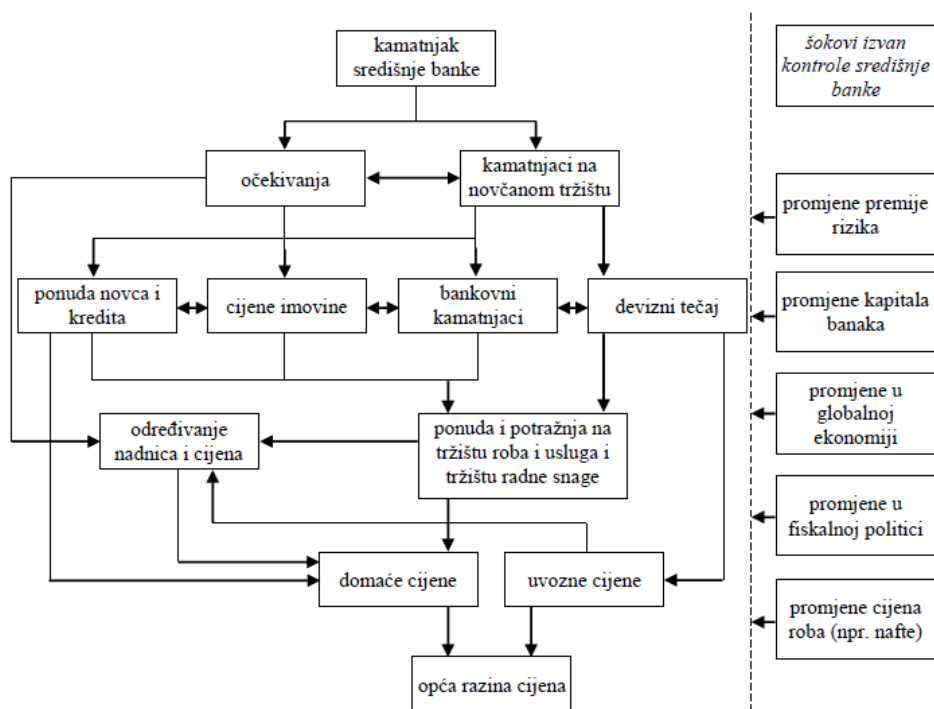 kamatnjak
središnje banke
šokovi izvan
kontrole središnje
banke
očekivanja
kamatnjaci na
novčanom tržištu
promjene premije
rizika
ponuda novca i
kredita
cijene imovine
bankovni
kamatnjaci
devizni tečaj
promjene kapitala
banaka
određivanje
nadnica i cijena
ponuda i potražnja na
tržištu roba i usluga i
tržištu radne snage
promjene u
globalnoj
ekonomiji
promjene u
fiskalnoj politici
domaće cijene
uvozne cijene
promjene cijena
roba (npr. nafte)
opća razina cijena